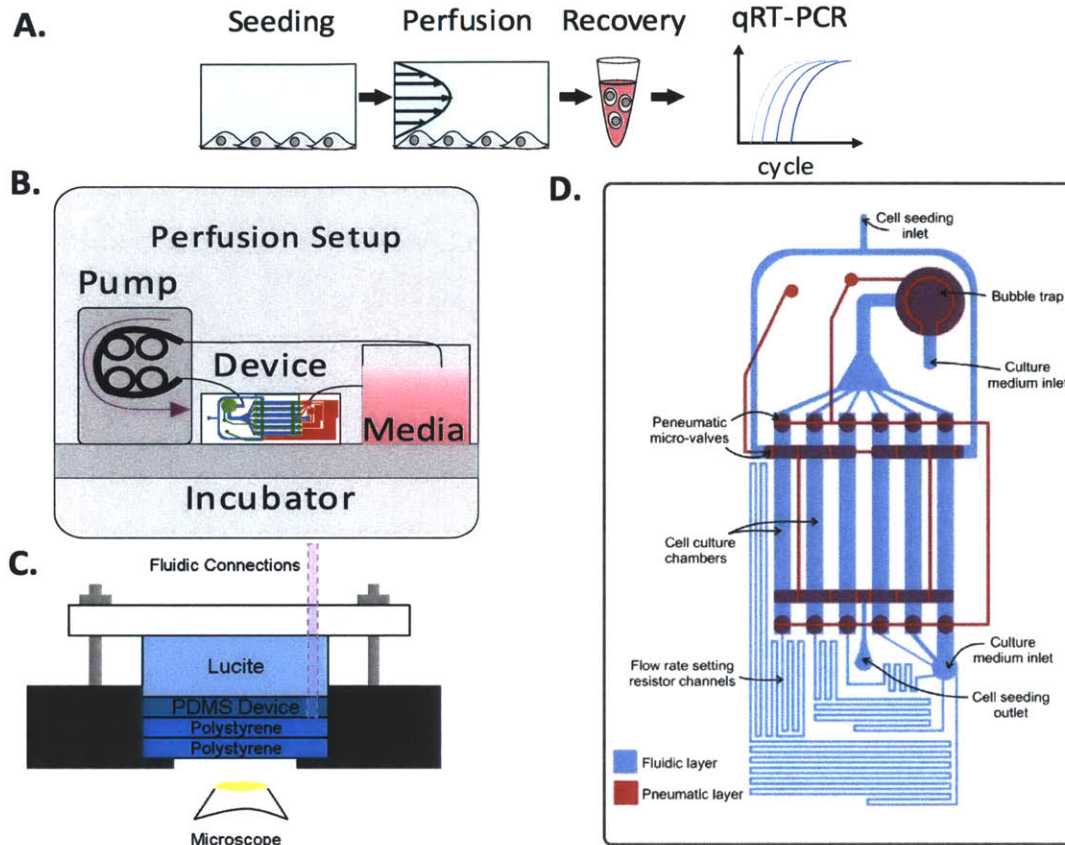 A.
Seeding
Perfusion
Recovery
qRT-PCR
cycle
B.
Perfusion Setup
Pump
Device
Media
Incubator
C.
Fluidic Connections
Lucite
PDMS Device
Polystyrene
Polystyrene
Microscope
D.
Cell seeding
inlet
Bubble trap
Culture
medium inlet
Peneumatic
micro-valves
Cell culture
chambers
Flow rate setting
resistor channels
Culture
medium inlet
Cell seeding
outlet
Fluidic layer
Pneumatic layer